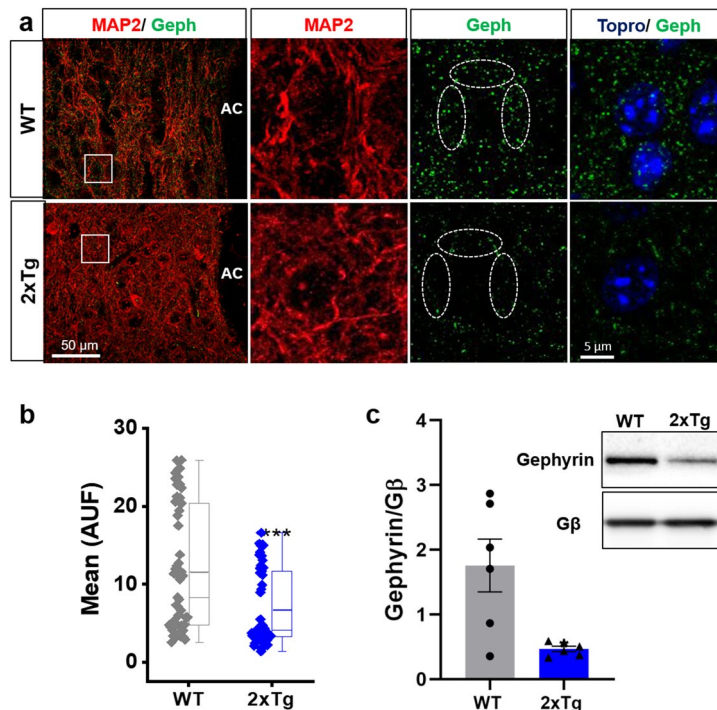 a
MAP2/ Geph
MAP2
Geph
Topro/ Geph
WT
AC
2xTg
AC
50 µm
5 µm
b
30
20
10
0
Mean (AUF)
***
WT
2xTg
c
4
3
2
1
0
Gephyrin/Gβ
WT
2xTg
WT
2xTg
Gephyrin
Gβ